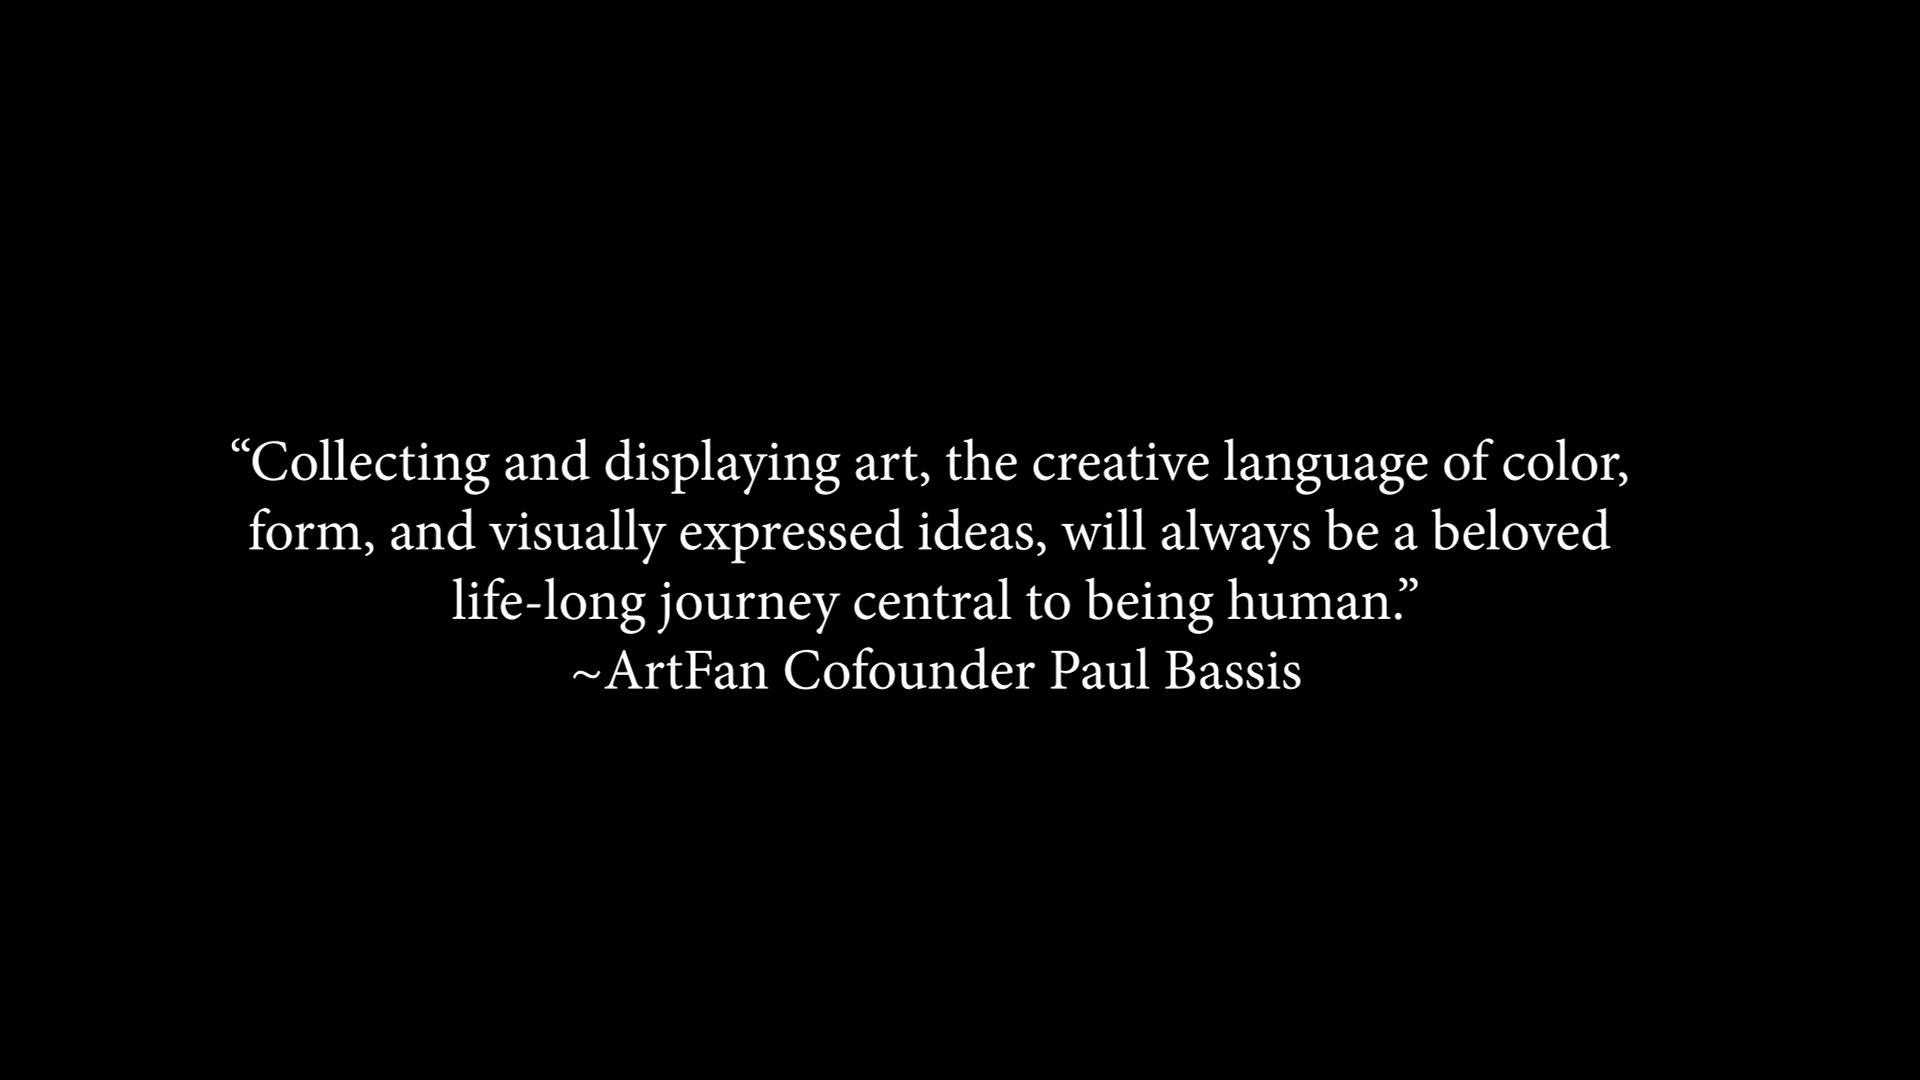 “Collecting and displaying art, the creative language of color,
form, and visually expressed ideas, will always be a beloved
life-long journey central to being human.”
~ArtFan Cofounder Paul Bassis